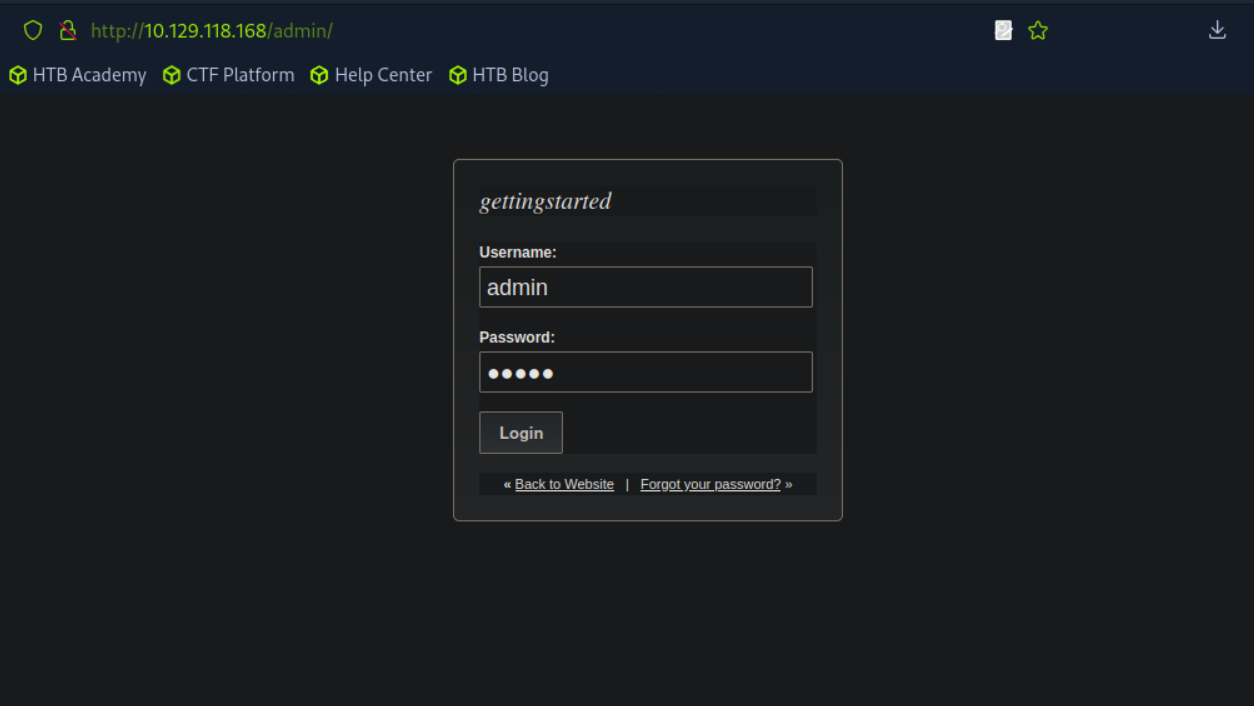 http://10.129.118.168/admin/
HTB Academy CTF Platform Help Center HTB Blog
gettingstarted
Username:
admin
Password:
●●●●●
Login
« Back to Website | Forgot your password? »